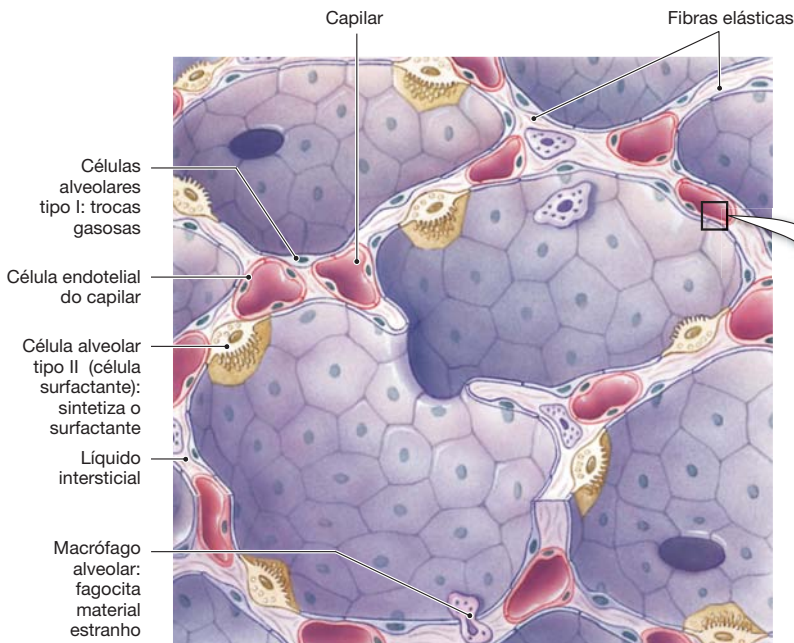 Capilar
Fibras elásticas
Células
alveolares
tipo I: trocas
gasosas
Célula endotelial
do capilar
Célula alveolar
tipo II (célula
surfactante):
sintetiza o
surfactante
Líquido
intersticial
Macrófago
alveolar:
fagocita
material
estranho